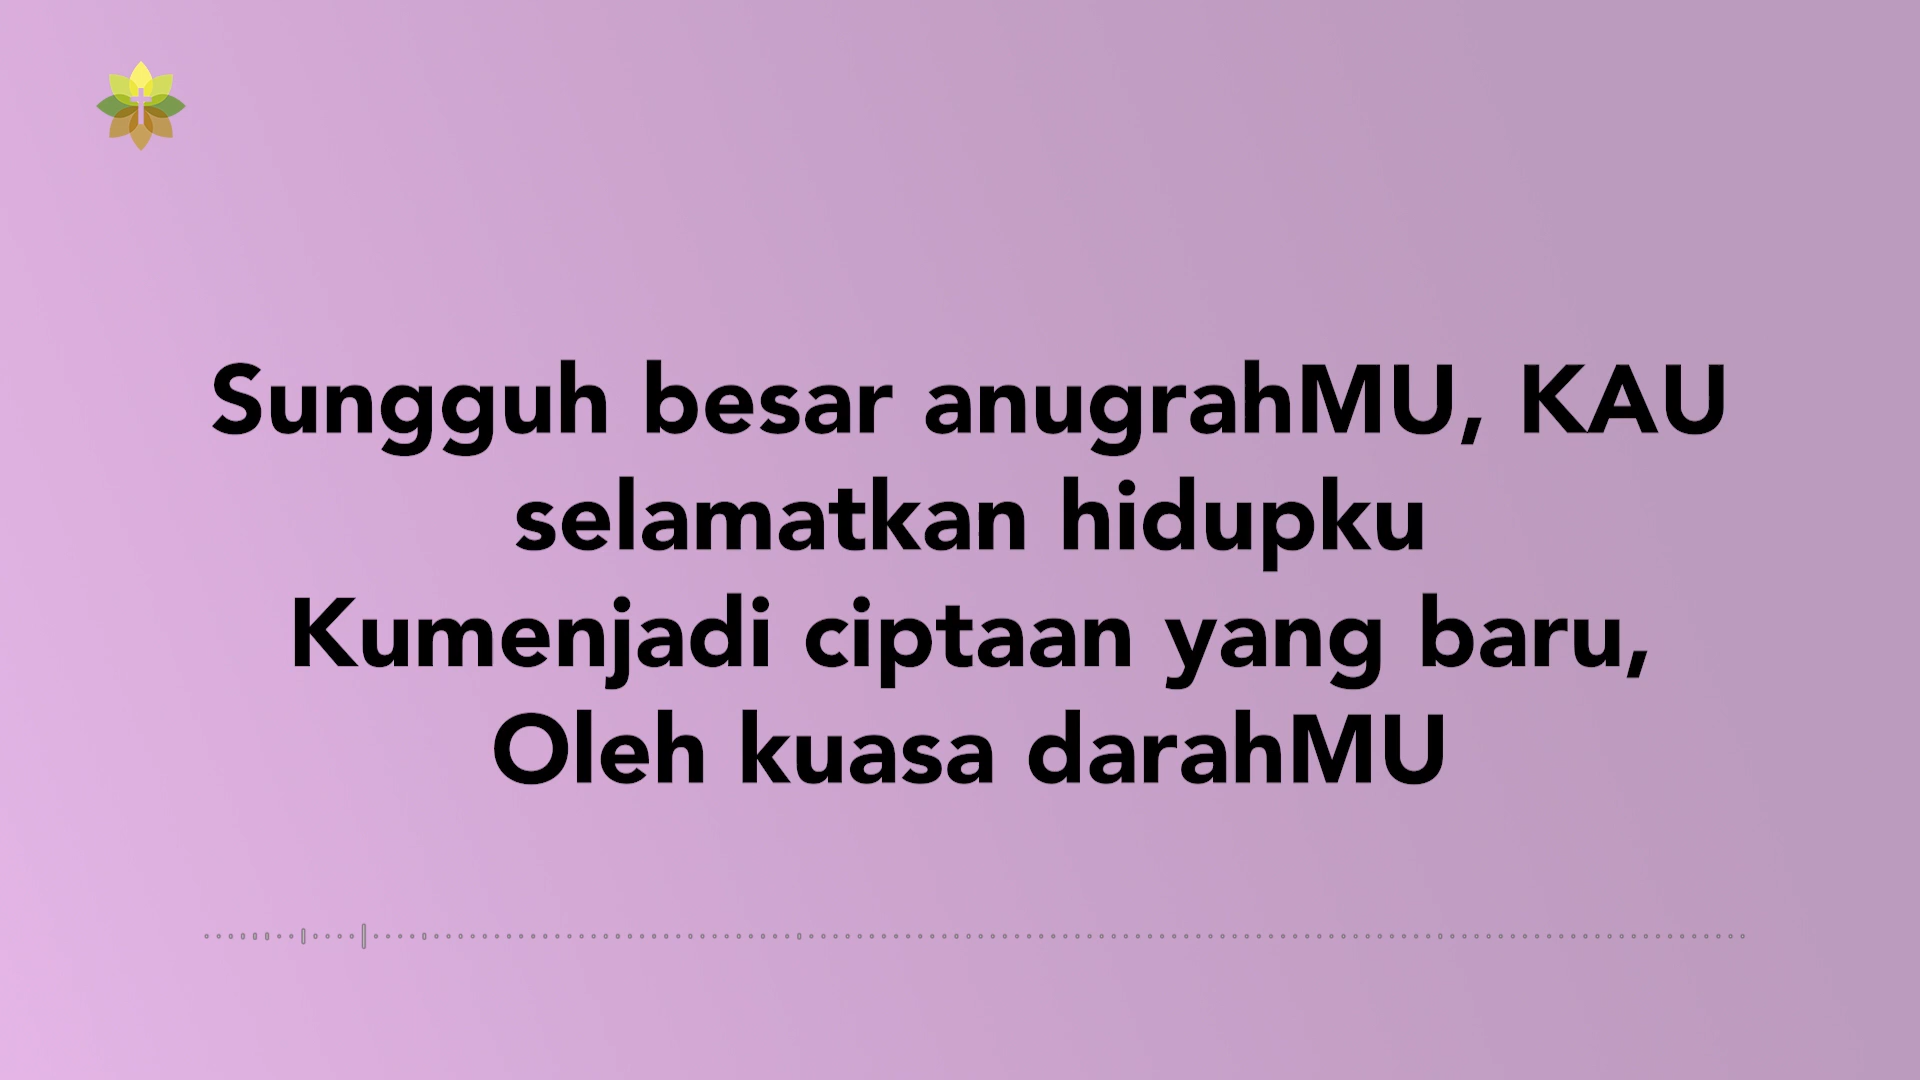 Sungguh besar anugrahMU, KAU
selamatkan hidupku
Kumenjadi ciptaan yang baru,
Oleh kuasa darahMU